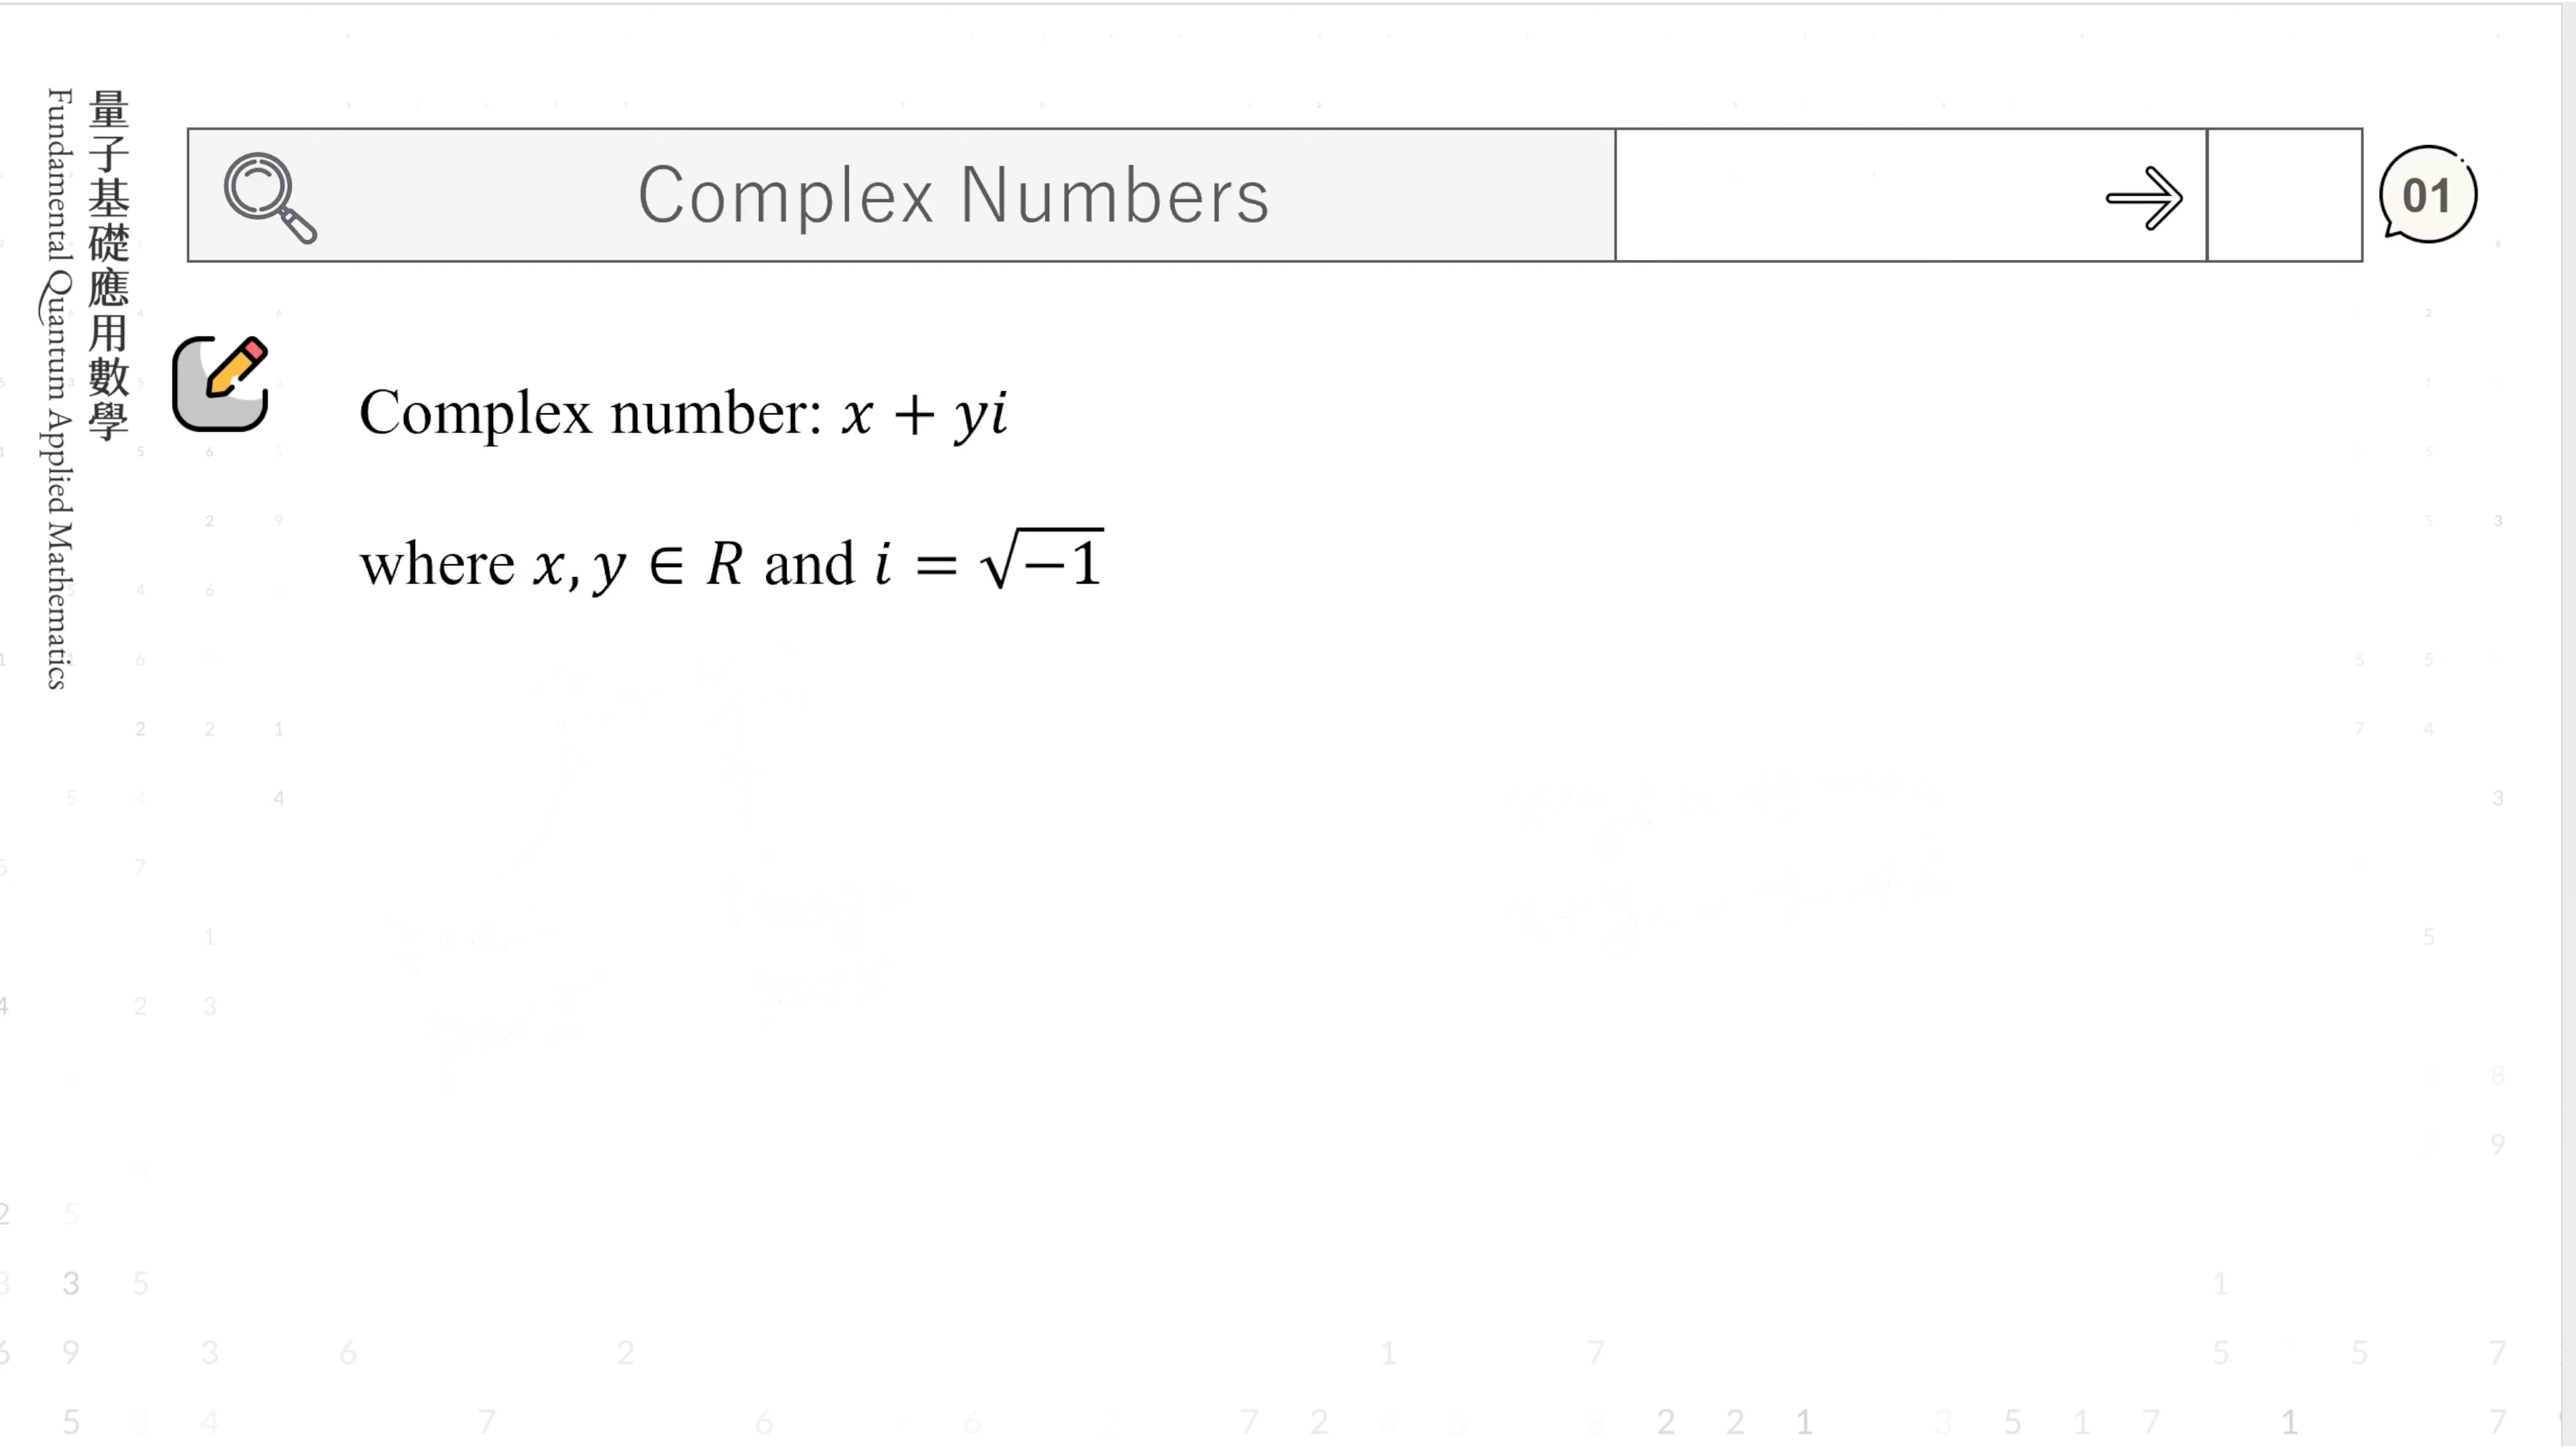 量子基礎應用數學
Fundamental Quantum Applied Mathematics
Complex Numbers
01
Complex number: x + yi
where x, y ∈ R and i = √−1